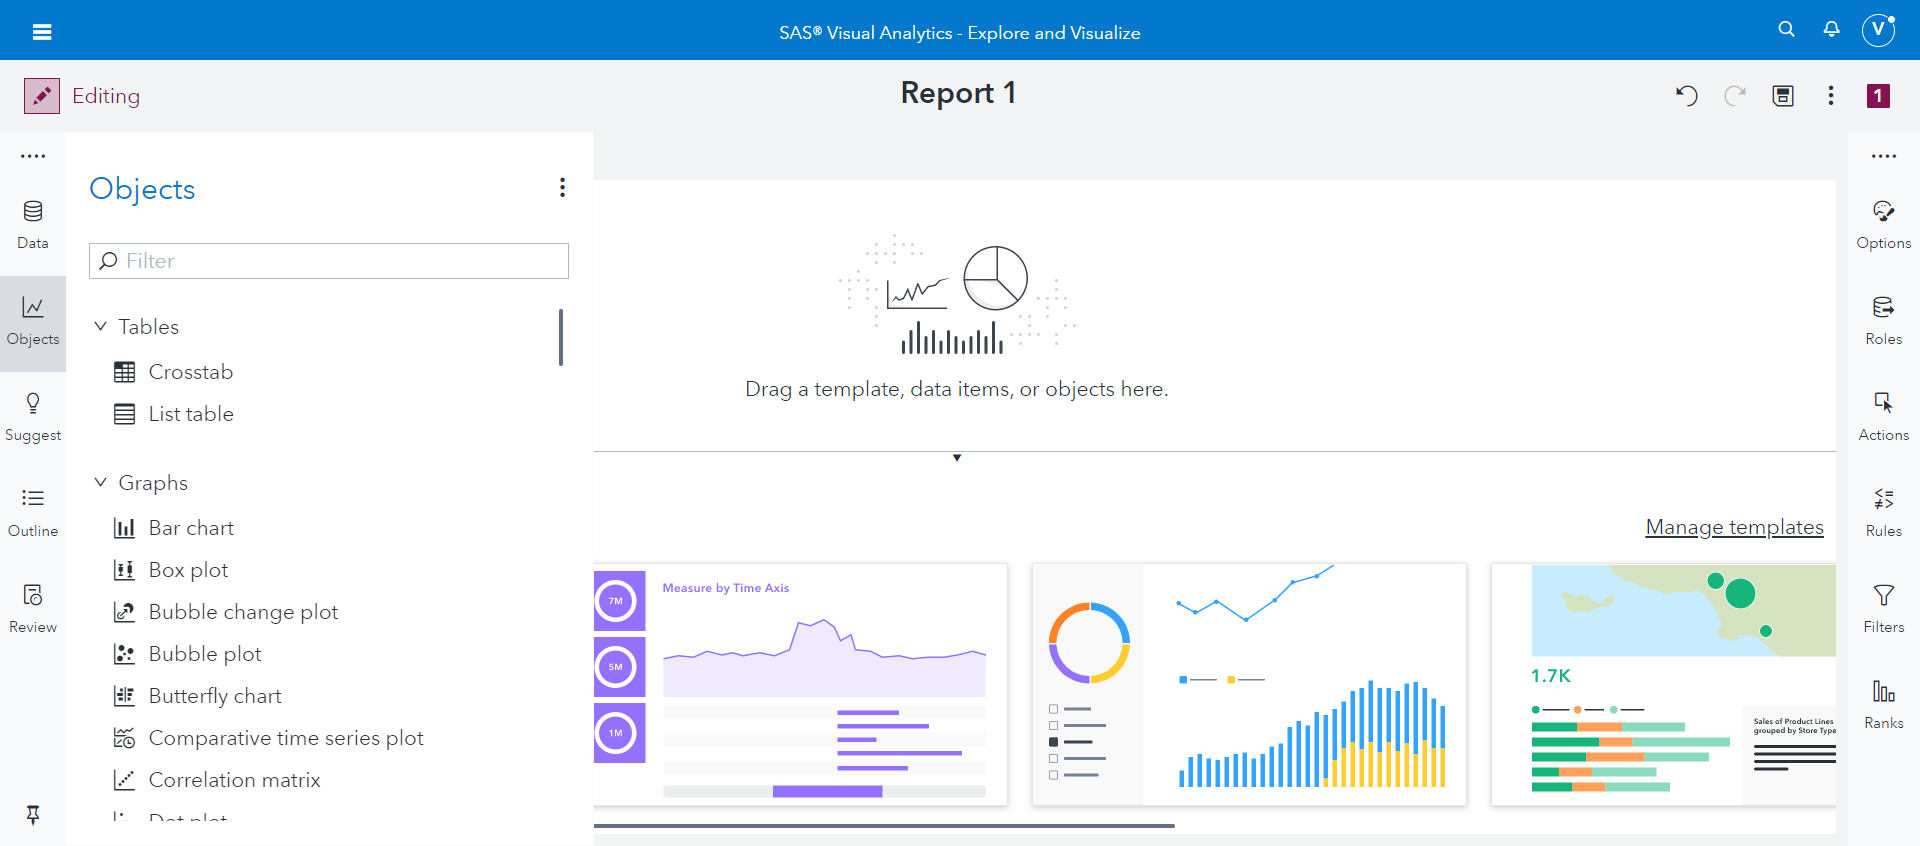 SAS® Visual Analytics - Explore and Visualize
V
Editing
Report 1
1
Data
Objects
Suggest
Outline
Review
Objects
Filter
Tables
Crosstab
List table
Graphs
Bar chart
Box plot
Bubble change plot
Bubble plot
Butterfly chart
Comparative time series plot
Correlation matrix
Dot plot
Drag a template, data items, or objects here.
Manage templates
7M
5M
1M
Measure by Time Axis
1.7K
Sales of Product Lines
grouped by Store Type
Options
Roles
Actions
Rules
Filters
Ranks